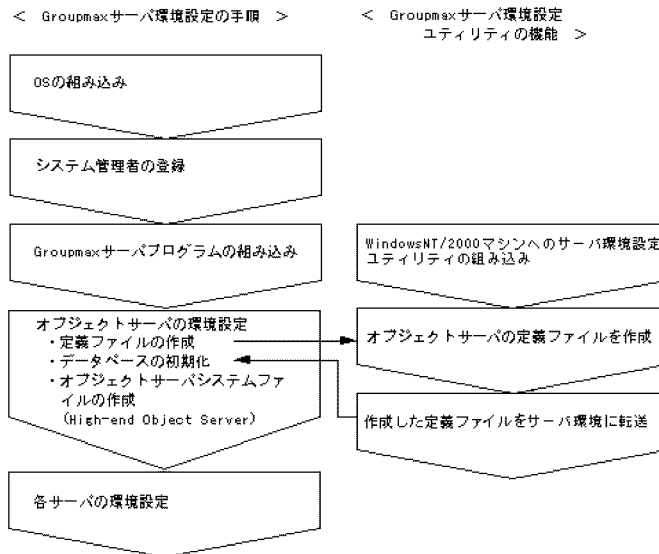 ＜ Groupmaxサーバ環境設定の手順 ＞
OSの組み込み
システム管理者の登録
Groupmaxサーバプログラムの組み込み
オブジェクトサーバの環境設定
・定義ファイルの作成
・データベースの初期化
・オブジェクトサーバシステムファ
イルの作成
(High-end Object Server)
各サーバの環境設定
＜ Groupmaxサーバ環境設定
ユティリティの機能 ＞
WindowsNT/2000マシンへのサーバ環境設定
ユティリティの組み込み
オブジェクトサーバの定義ファイルを作成
作成した定義ファイルをサーバ環境に転送